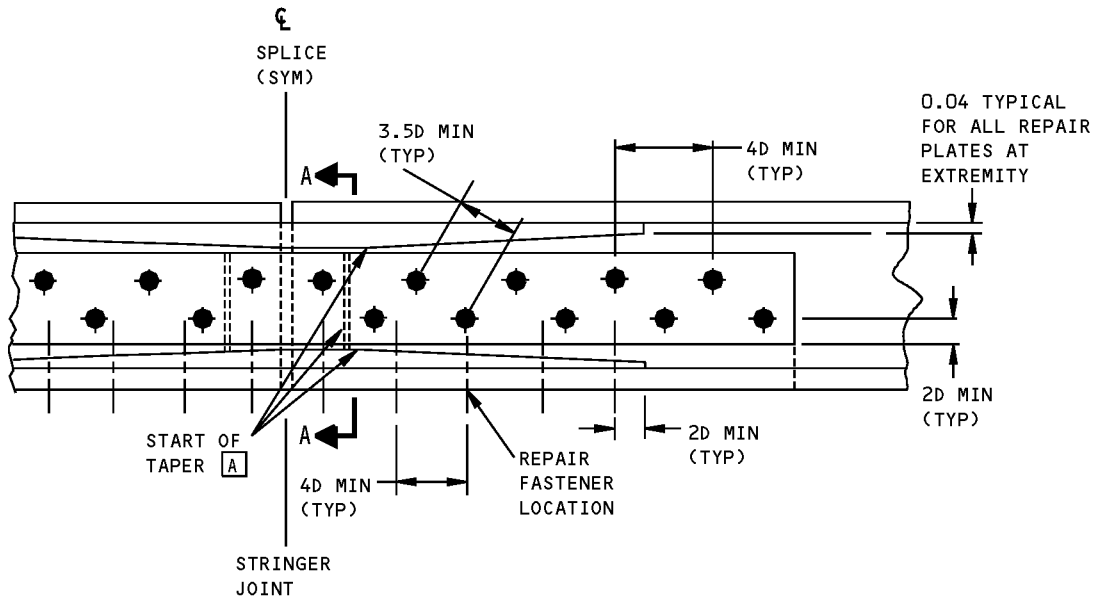 ℄
SPLICE
(SYM)
3.5D MIN
(TYP)
4D MIN
(TYP)
0.04 TYPICAL
FOR ALL REPAIR
PLATES AT
EXTREMITY
A
START OF
TAPER A
A
4D MIN
(TYP)
REPAIR
FASTENER
LOCATION
2D MIN
(TYP)
2D MIN
(TYP)
STRINGER
JOINT